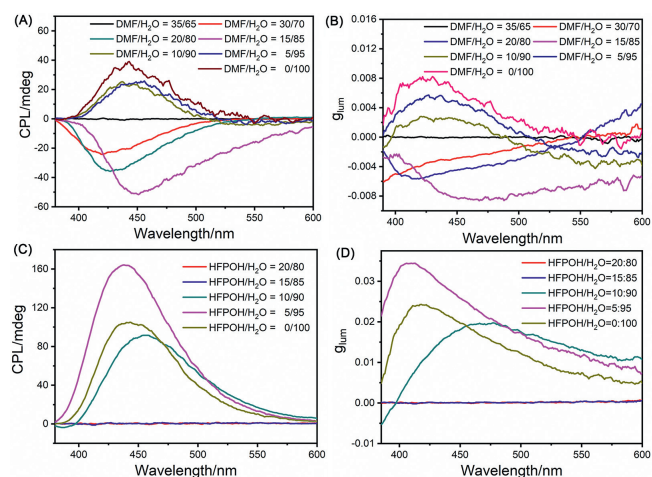 (A)
DMF/H₂O = 35/65 DMF/H₂O = 30/70
DMF/H₂O = 20/80 DMF/H₂O = 15/85
DMF/H₂O = 10/90 DMF/H₂O = 5/95
DMF/H₂O = 0/100
CPL/mdeg
60
40
20
0
-20
-40
-60
400 450 500 550 600
Wavelength/nm
(B)
DMF/H₂O = 35/65 DMF/H₂O = 30/70
DMF/H₂O = 20/80 DMF/H₂O = 15/85
DMF/H₂O = 10/90 DMF/H₂O = 5/95
DMF/H₂O = 0/100
glum
0.008
0.004
0.000
-0.004
-0.008
400 450 500 550 600
Wavelength/nm
(C)
HFPOH/H₂O = 20/80
HFPOH/H₂O = 15/85
HFPOH/H₂O = 10/90
HFPOH/H₂O = 5/95
HFPOH/H₂O = 0/100
CPL/mdeg
160
120
80
40
0
400 450 500 550 600
Wavelength/nm
(D)
HFPOH/H₂O=20:80
HFPOH/H₂O=15:85
HFPOH/H₂O=10:90
HFPOH/H₂O=5:95
HFPOH/H₂O=0:100
glum
0.03
0.02
0.01
0.00
-0.01
400 450 500 550 600
Wavelength/nm